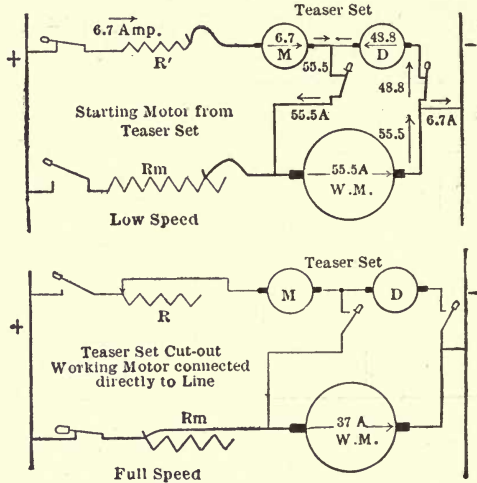 Teaser Set
6.7 Amp.
+
R'
6.7
M
48.8
D
−
55.5
48.8
Starting Motor from
Teaser Set
55.5A
6.7A
55.5
Rm
55.5A
W.M.
Low Speed
Teaser Set
+
R
M
D
Teaser Set Cut-out
Working Motor connected
directly to Line
Rm
37 A
W.M.
Full Speed